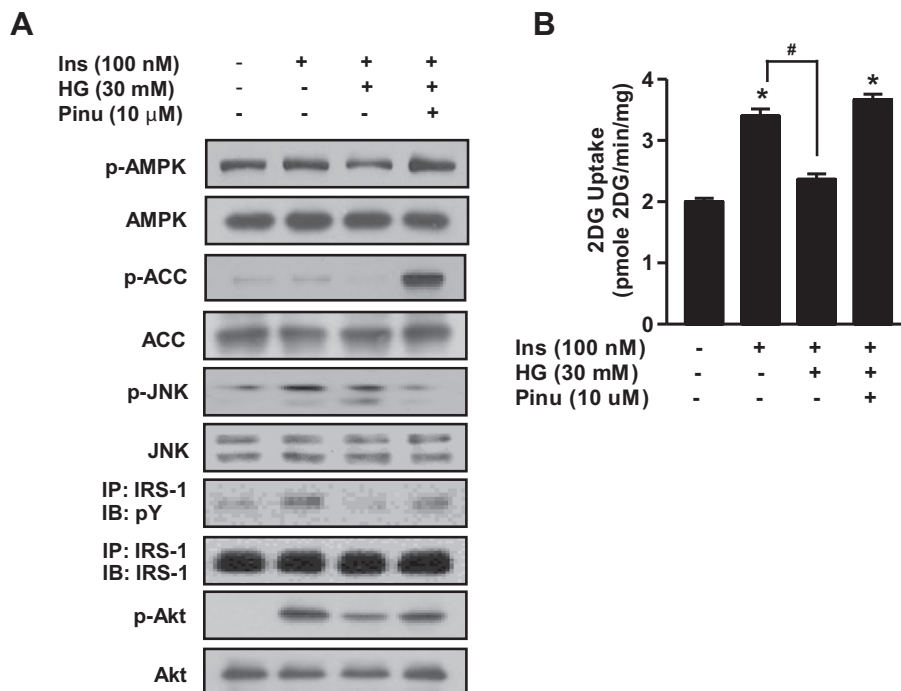 A
Ins (100 nM) - + + +
HG (30 mM) - - + +
Pinu (10 μM) - - - +
p-AMPK
AMPK
p-ACC
ACC
p-JNK
JNK
IP: IRS-1
IB: pY
IP: IRS-1
IB: IRS-1
p-Akt
Akt
B
2DG Uptake
(pmole 2DG/min/mg)
4
3
2
1
0
#
* *
Ins (100 nM) - + + +
HG (30 mM) - - + +
Pinu (10 uM) - - - +